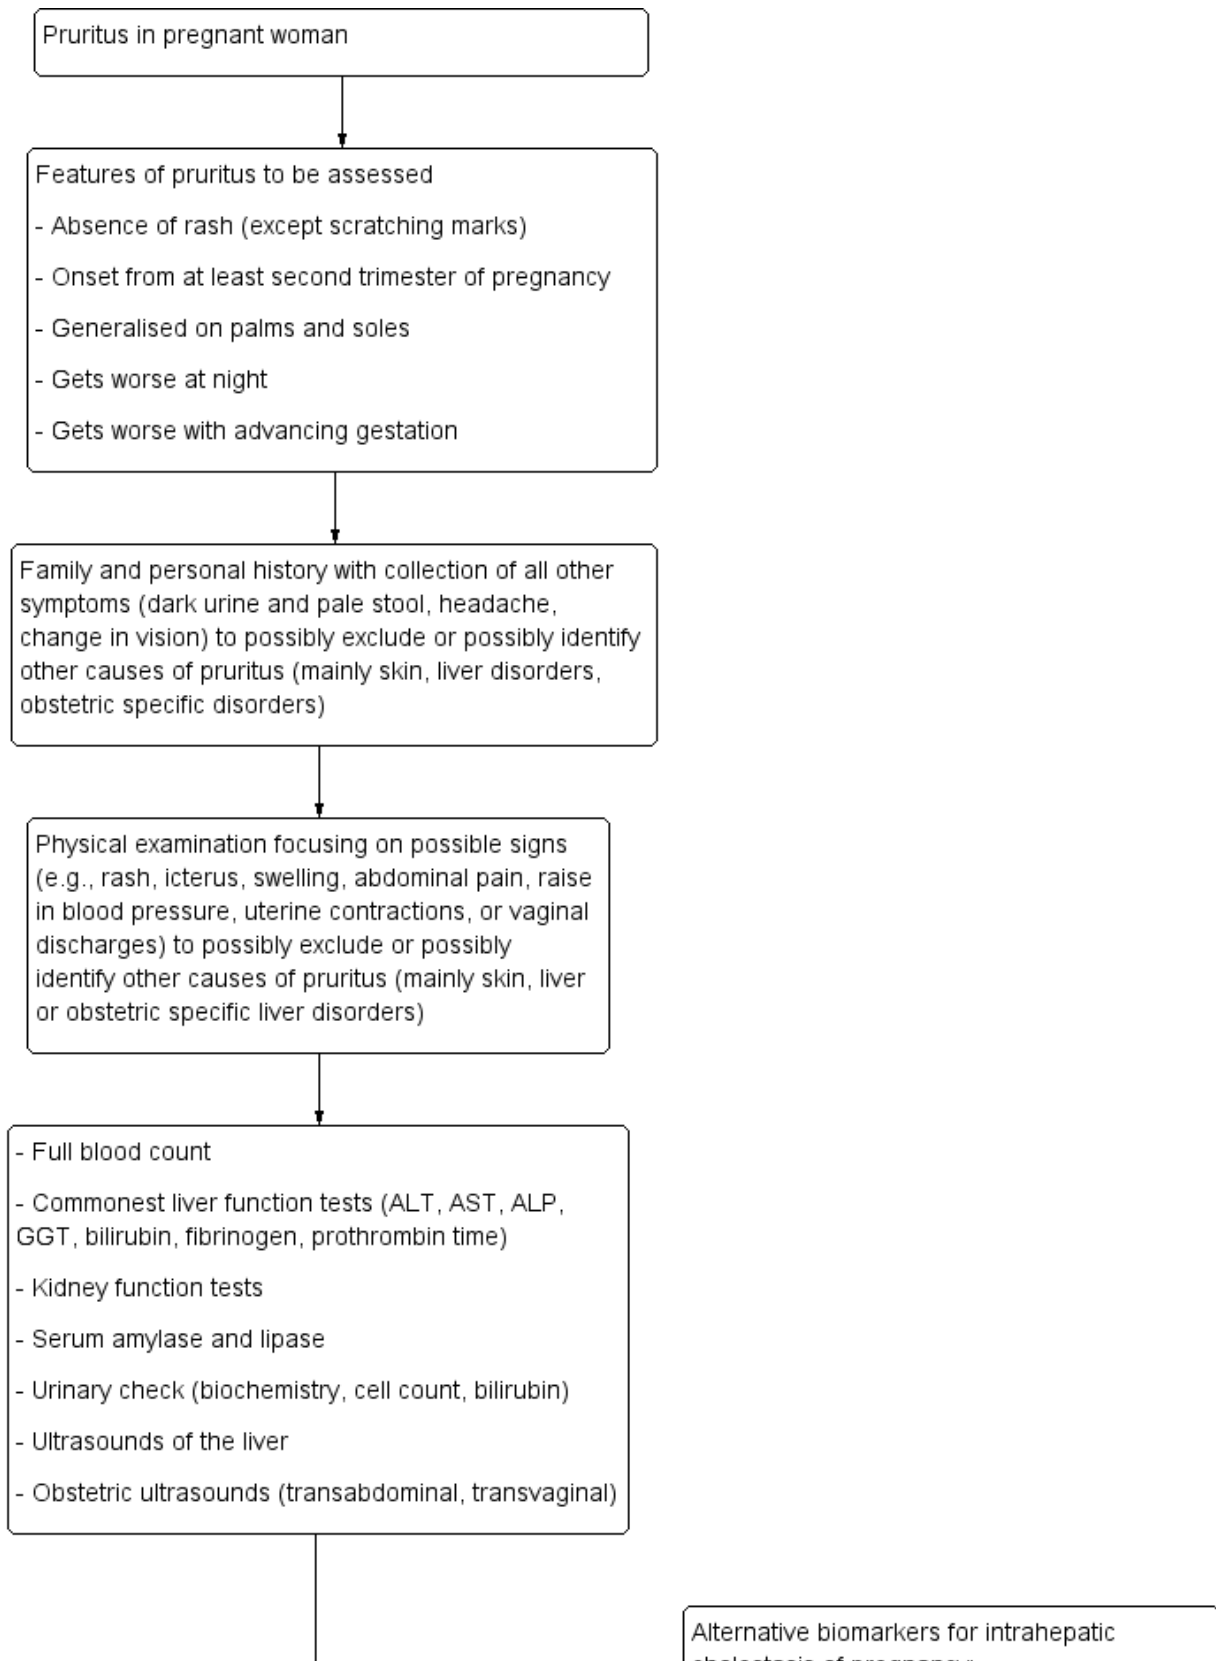 Pruritus in pregnant woman
Features of pruritus to be assessed
- Absence of rash (except scratching marks)
- Onset from at least second trimester of pregnancy
- Generalised on palms and soles
- Gets worse at night
- Gets worse with advancing gestation
Family and personal history with collection of all other
symptoms (dark urine and pale stool, headache,
change in vision) to possibly exclude or possibly identify
other causes of pruritus (mainly skin, liver disorders,
obstetric specific disorders)
Physical examination focusing on possible signs
(e.g., rash, icterus, swelling, abdominal pain, raise
in blood pressure, uterine contractions, or vaginal
discharges) to possibly exclude or possibly
identify other causes of pruritus (mainly skin, liver
or obstetric specific liver disorders)
- Full blood count
- Commonest liver function tests (ALT, AST, ALP,
GGT, bilirubin, fibrinogen, prothrombin time)
- Kidney function tests
- Serum amylase and lipase
- Urinary check (biochemistry, cell count, bilirubin)
- Ultrasounds of the liver
- Obstetric ultrasounds (transabdominal, transvaginal)
Alternative biomarkers for intrahepatic